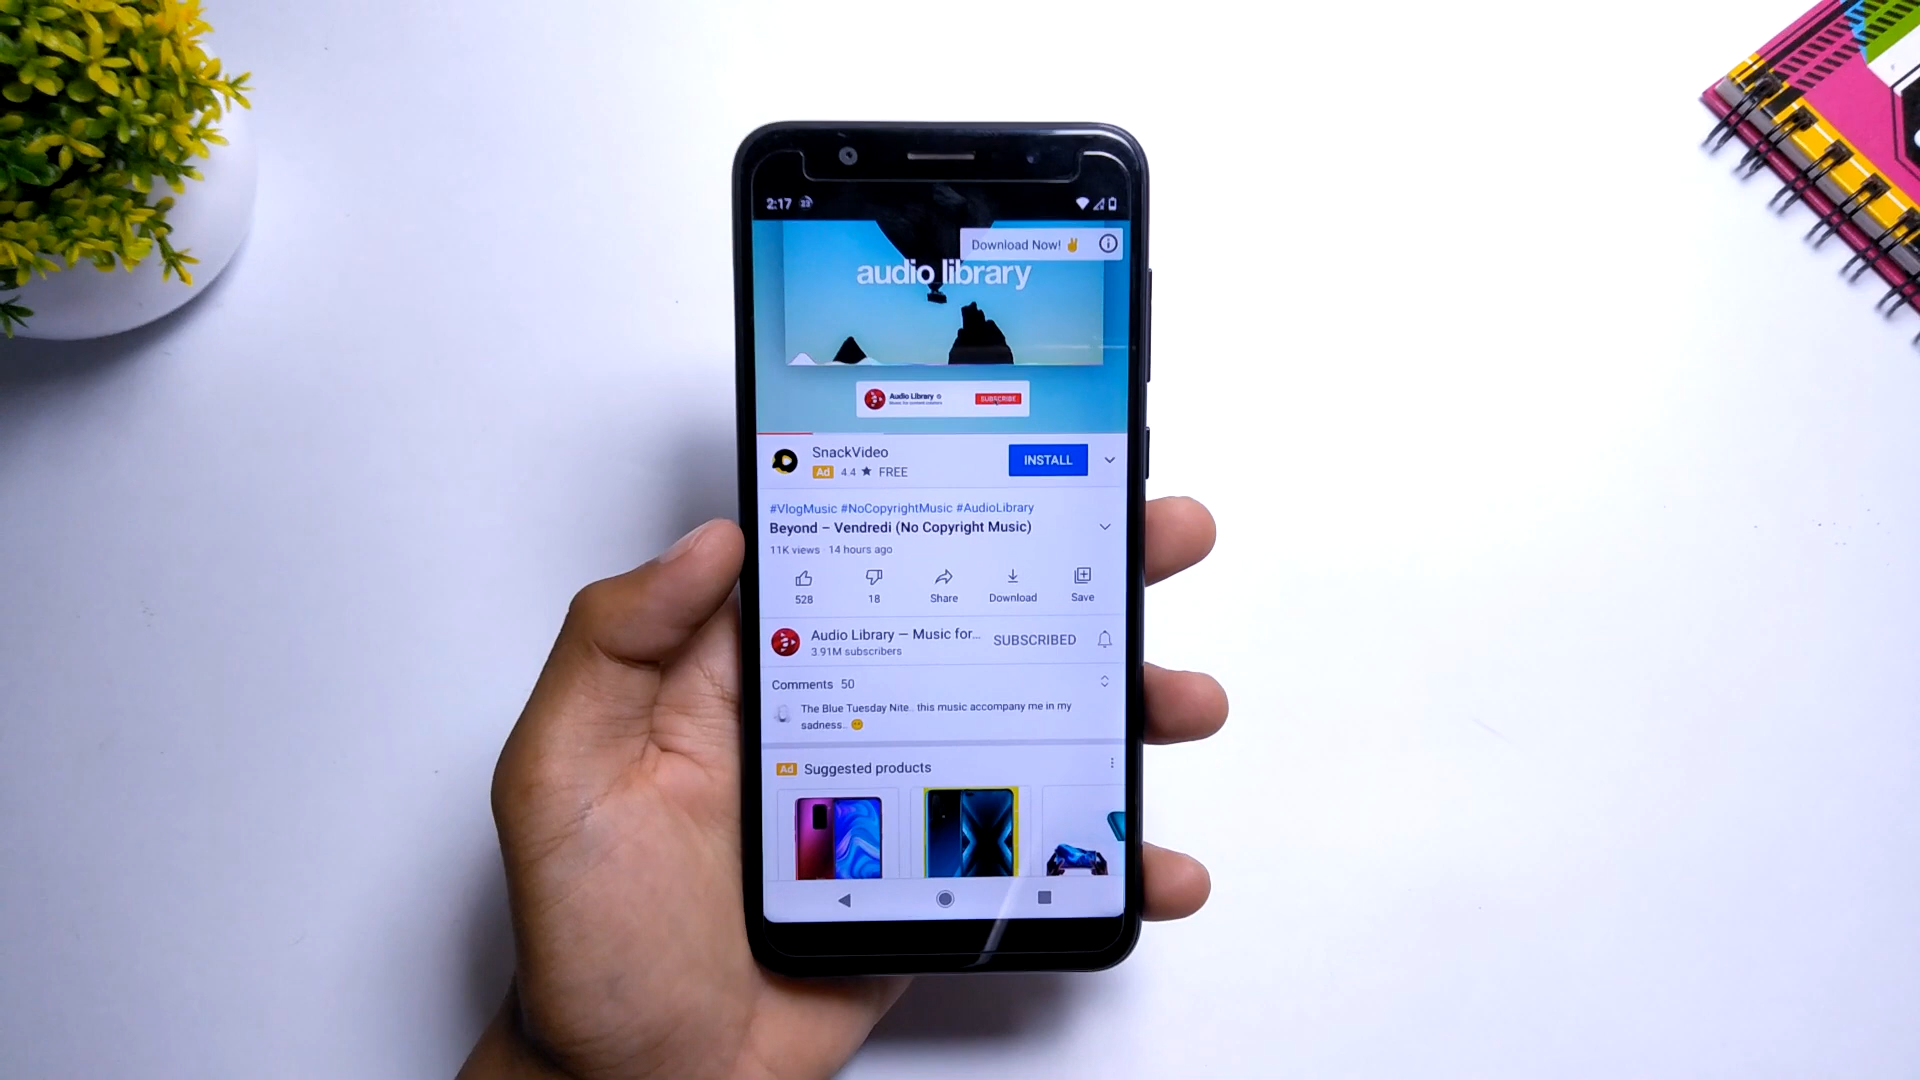 2:17 23
Download Now! ✌
audio library
Audio Library
SUBSCRIBE
SnackVideo
Ad 4.4 ★ FREE
INSTALL
#VlogMusic #NoCopyrightMusic #AudioLibrary
Beyond – Vendredi (No Copyright Music)
11K views · 14 hours ago
528 18 Share Download Save
Audio Library — Music for...
3.91M subscribers
SUBSCRIBED
Comments 50
The Blue Tuesday Nite.. this music accompany me in my
sadness.. 😊
Ad Suggested products